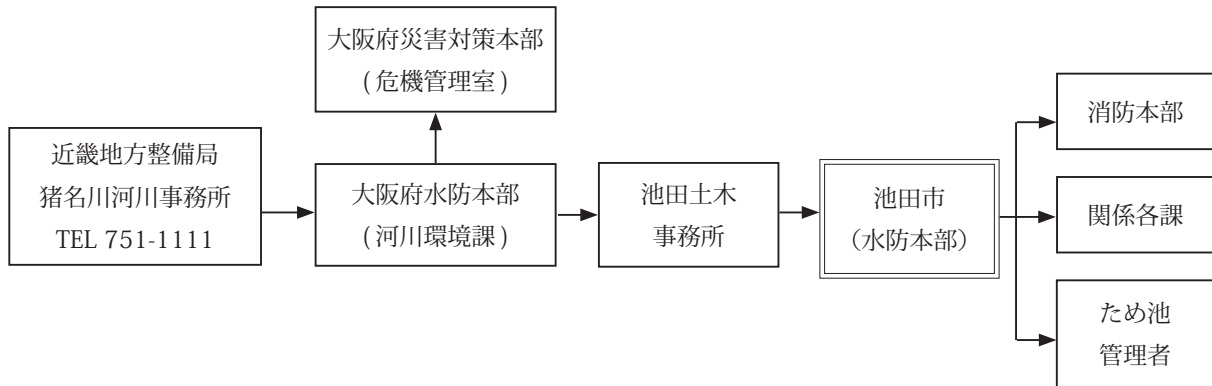 大阪府災害対策本部
(危機管理室)
近畿地方整備局
猪名川河川事務所
TEL 751-1111
大阪府水防本部
(河川環境課)
池田土木
事務所
池田市
（水防本部）
消防本部
関係各課
ため池
管理者